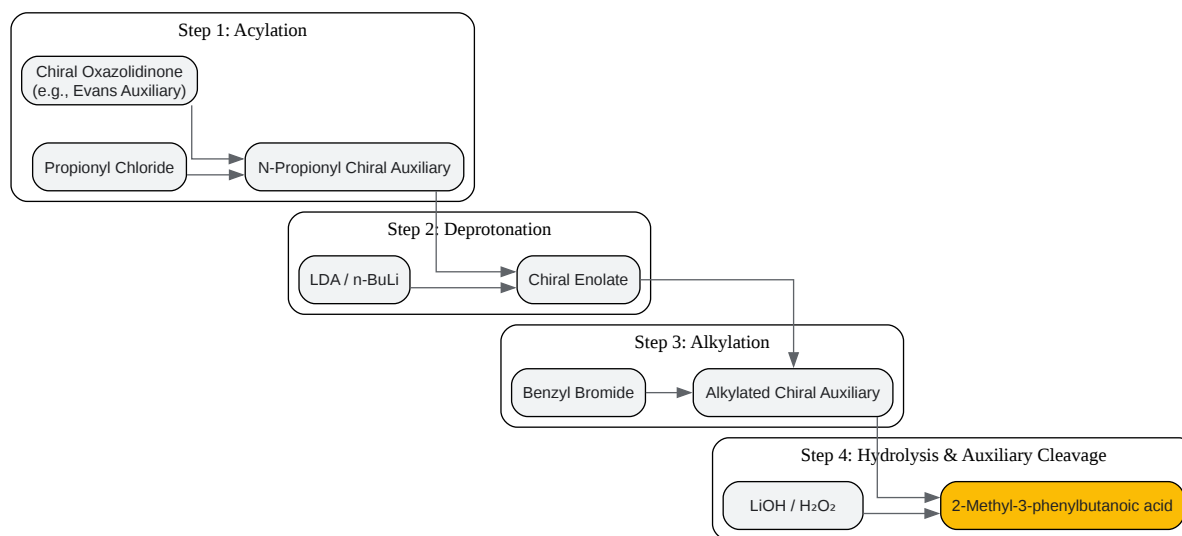 Step 1: Acylation
Chiral Oxazolidinone
(e.g., Evans Auxiliary)
Propionyl Chloride
N-Propionyl Chiral Auxiliary
Step 2: Deprotonation
LDA / n-BuLi
Chiral Enolate
Step 3: Alkylation
Benzyl Bromide
Alkylated Chiral Auxiliary
Step 4: Hydrolysis & Auxiliary Cleavage
LiOH / H₂O₂
2-Methyl-3-phenylbutanoic acid